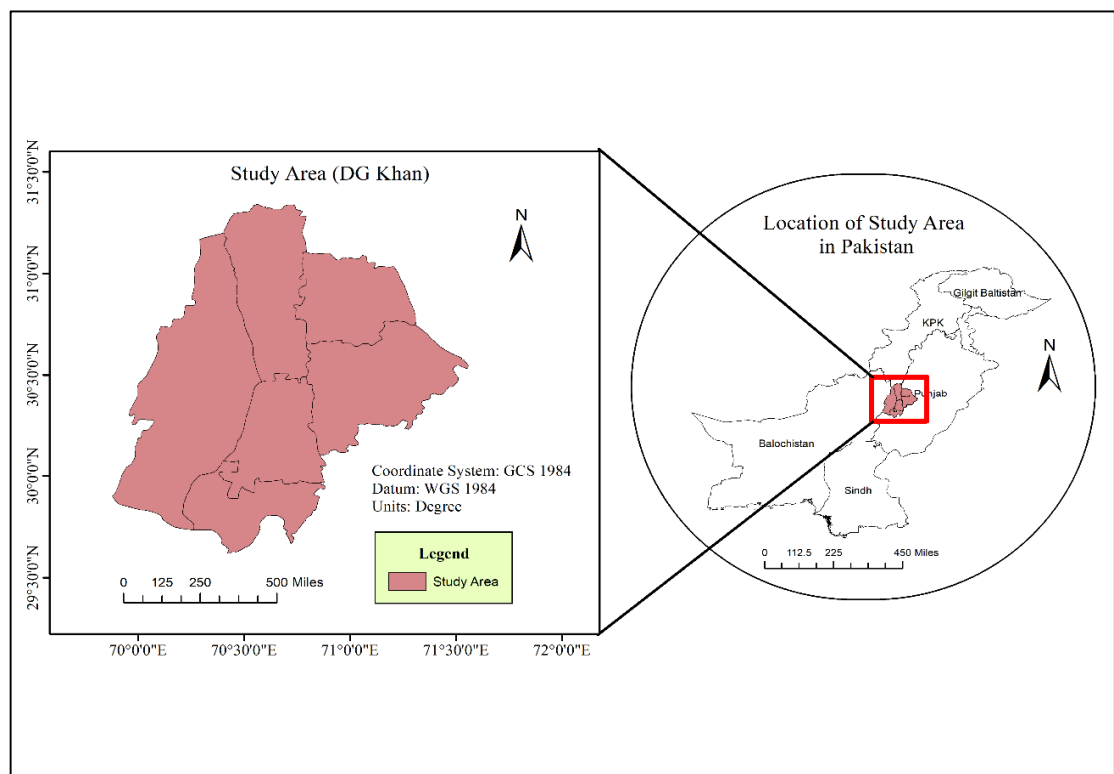 Study Area (DG Khan)
N
31°30'0"N
31°0'0"N
30°30'0"N
30°0'0"N
29°30'0"N
Coordinate System: GCS 1984
Datum: WGS 1984
Units: Degree
Legend
Study Area
0 125 250 500 Miles
70°0'0"E 70°30'0"E 71°0'0"E 71°30'0"E 72°0'0"E
Location of Study Area
in Pakistan
Gilgit Baltistan
KPK
N
Punjab
Balochistan
Sindh
0 112.5 225 450 Miles